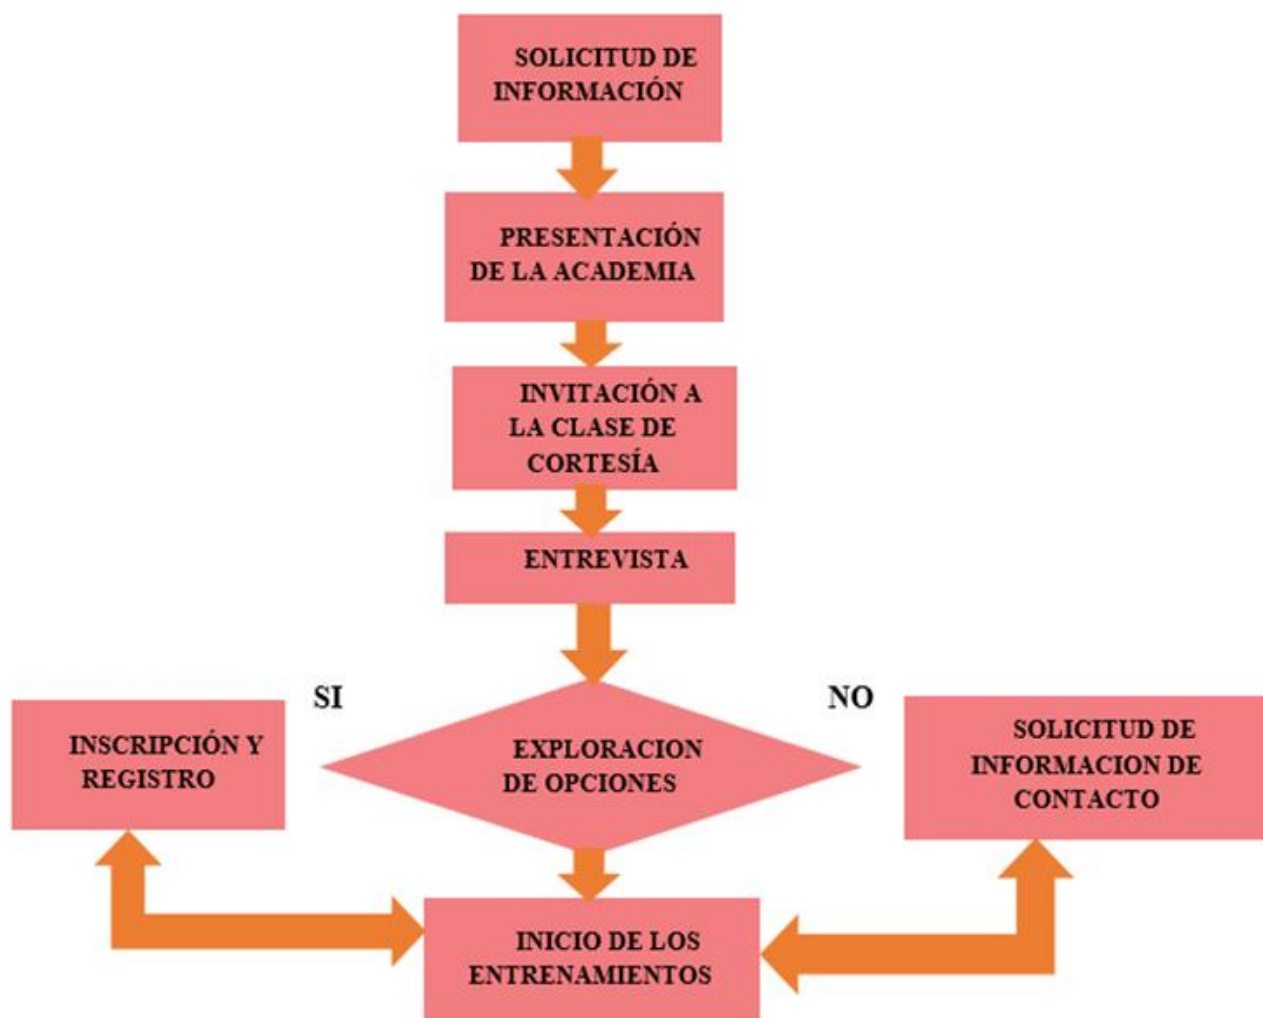 SOLICITUD DE
INFORMACIÓN
PRESENTACIÓN
DE LA ACADEMIA
INVITACIÓN A
LA CLASE DE
CORTESÍA
ENTREVISTA
SI
NO
INSCRIPCIÓN Y
REGISTRO
EXPLORACION
DE OPCIONES
SOLICITUD DE
INFORMACION DE
CONTACTO
INICIO DE LOS
ENTRENAMIENTOS